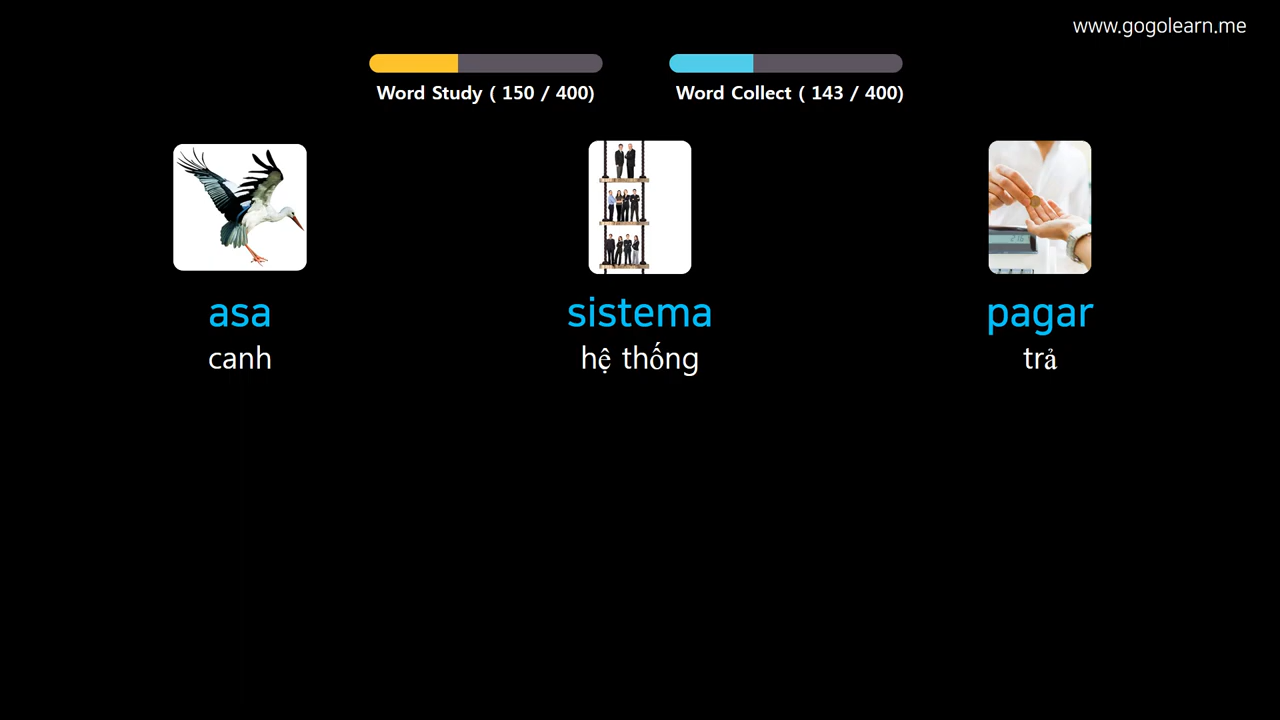 www.gogolearn.me
Word Study ( 150 / 400)
Word Collect ( 143 / 400)
asa
sistema
pagar
canh
hệ thống
trả